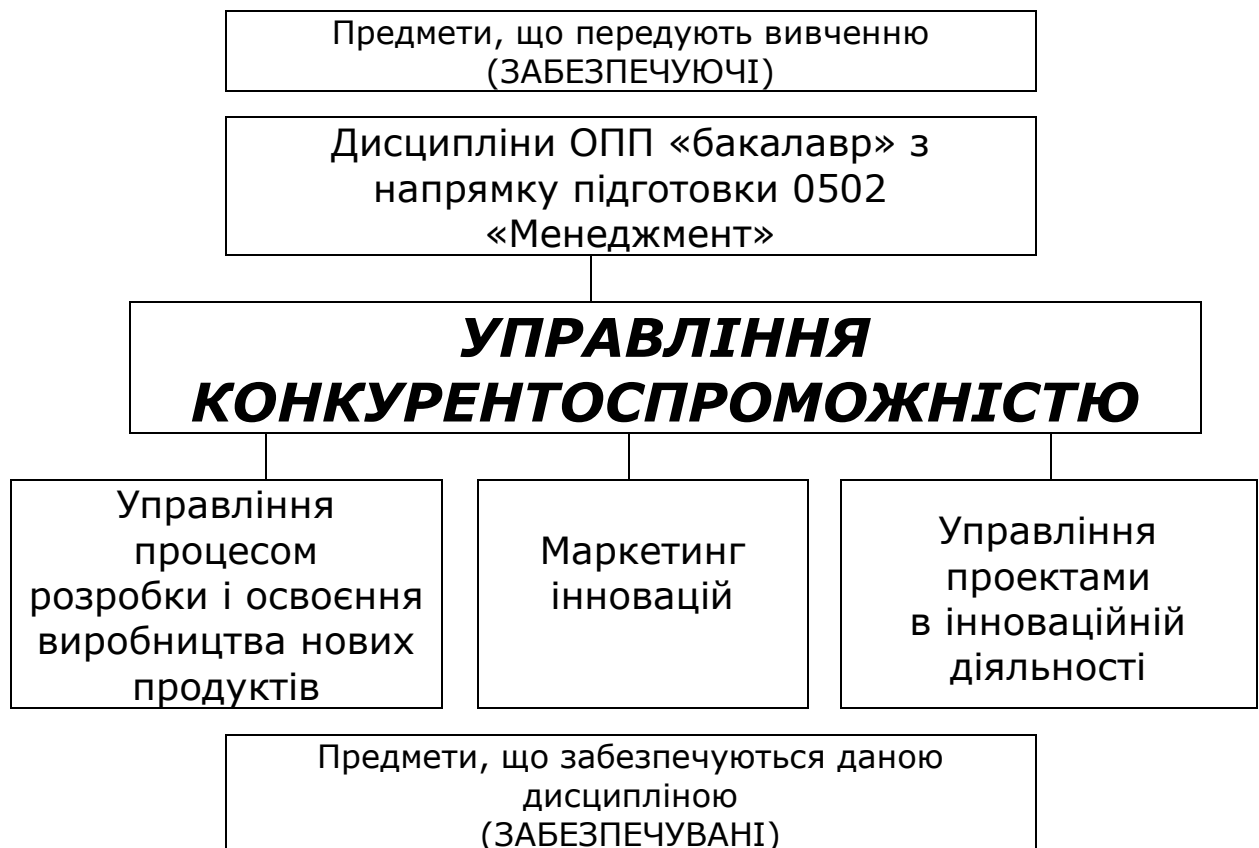 Предмети, що передують вивченню
(ЗАБЕЗПЕЧУЮЧІ)
Дисципліни ОПП «бакалавр» з
напрямку підготовки 0502
«Менеджмент»
УПРАВЛІННЯ
КОНКУРЕНТОСПРОМОЖНІСТЮ
Управління
процесом
розробки і освоєння
виробництва нових
продуктів
Маркетинг
інновацій
Управління
проектами
в інноваційній
діяльності
Предмети, що забезпечуються даною
дисципліною
(ЗАБЕЗПЕЧУВАНІ)